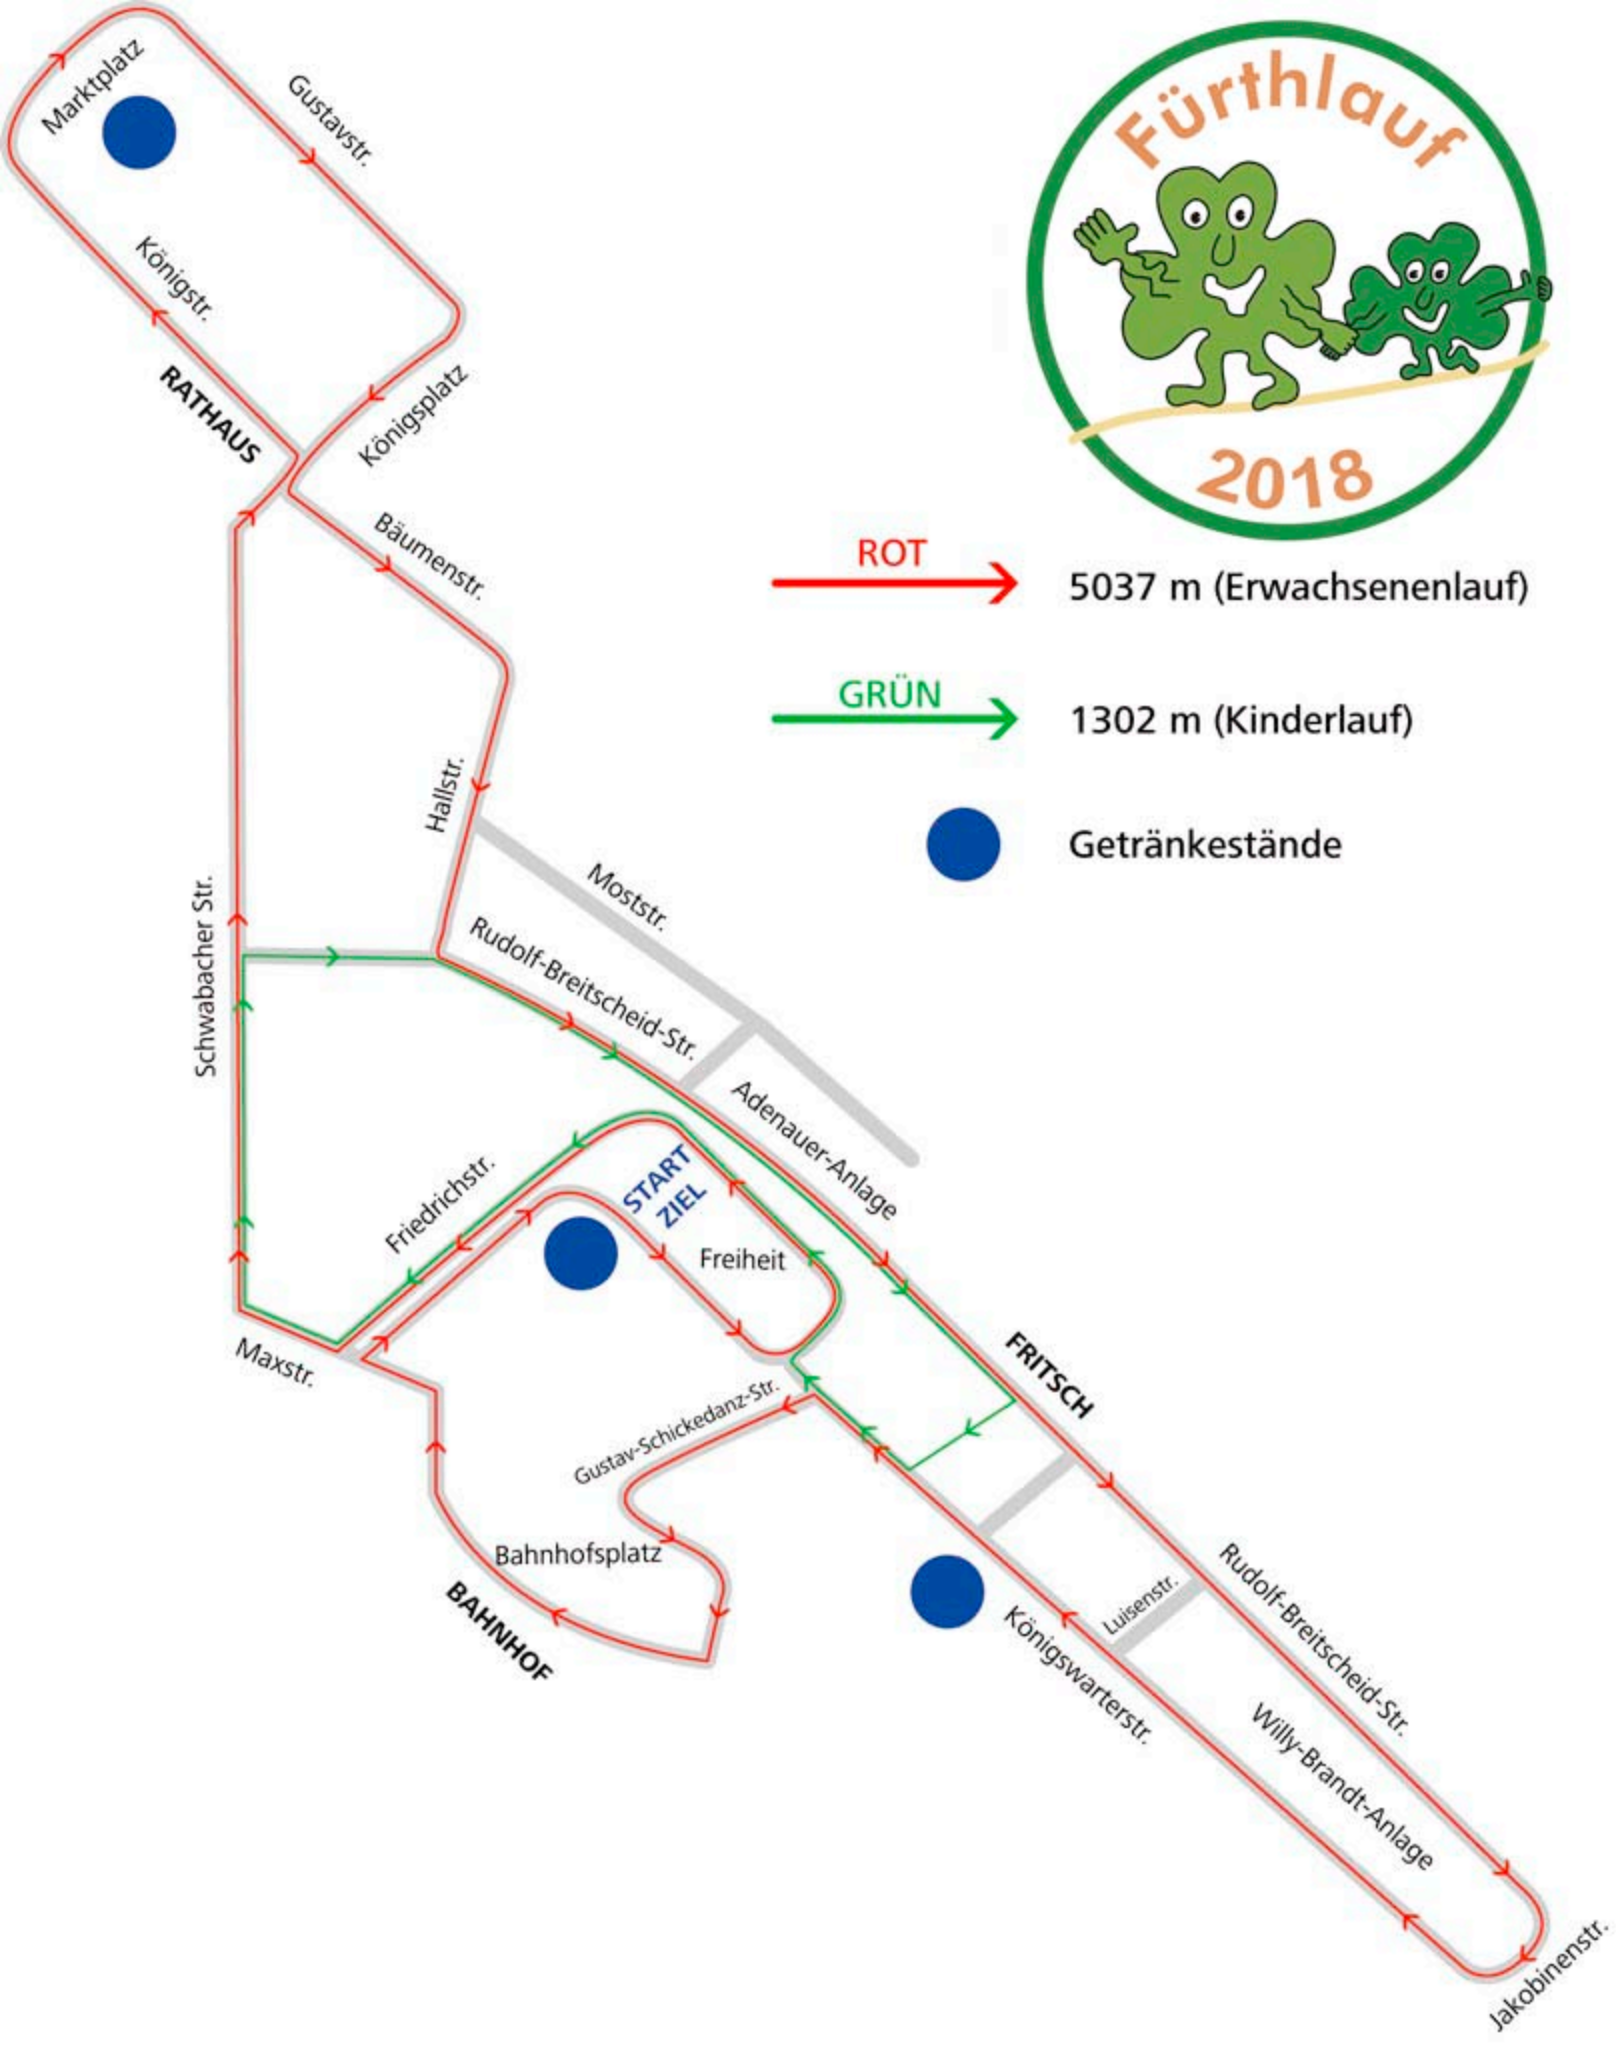 Fürthlauf
2018
ROT
5037 m (Erwachsenenlauf)
GRÜN
1302 m (Kinderlauf)
Getränkestände
Marktplatz
Gustavstr.
Königstr.
RATHAUS
Königsplatz
Bäumenstr.
Hallstr.
Moststr.
Schwabacher Str.
Rudolf-Breitscheid-Str.
Adenauer-Anlage
Friedrichstr.
START
ZIEL
Freiheit
Maxstr.
FRITSCH
Gustav-Schickedanz-Str.
Bahnhofsplatz
BAHNHOF
Luisenstr.
Königswarterstr.
Rudolf-Breitscheid-Str.
Willy-Brandt-Anlage
Jakobinenstr.